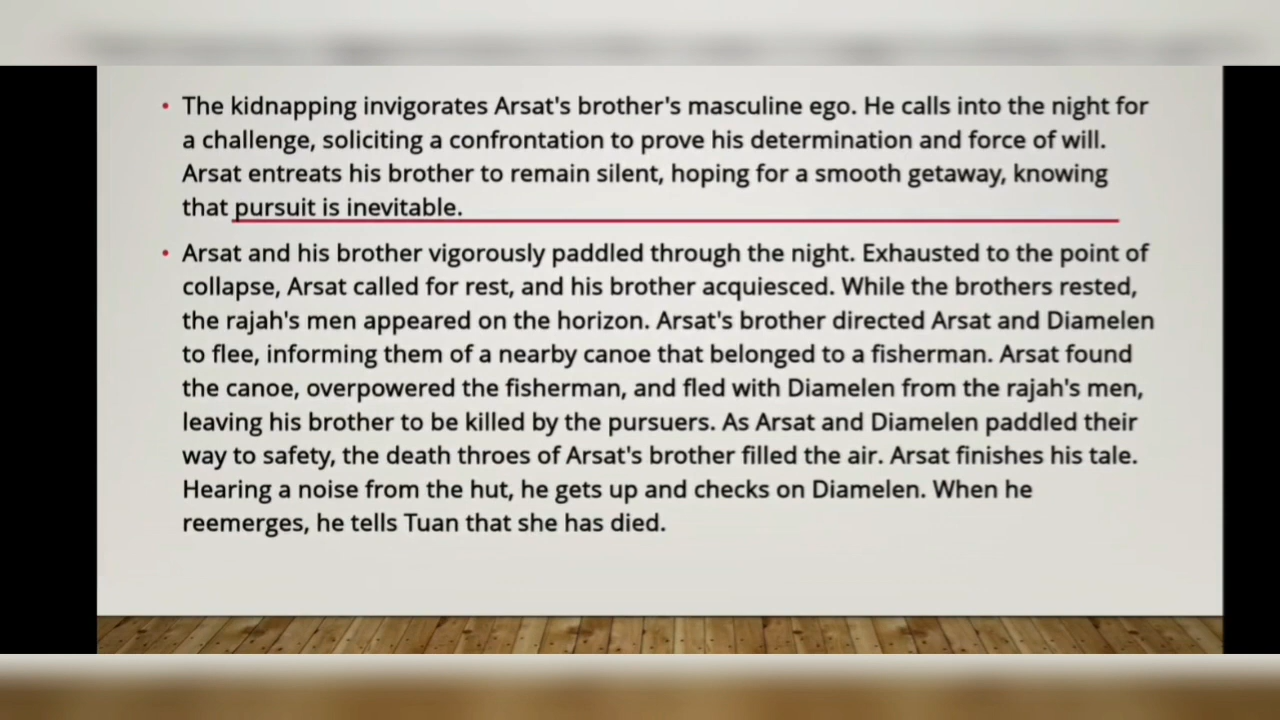 • The kidnapping invigorates Arsat's brother's masculine ego. He calls into the night for
a challenge, soliciting a confrontation to prove his determination and force of will.
Arsat entreats his brother to remain silent, hoping for a smooth getaway, knowing
that pursuit is inevitable.
• Arsat and his brother vigorously paddled through the night. Exhausted to the point of
collapse, Arsat called for rest, and his brother acquiesced. While the brothers rested,
the rajah's men appeared on the horizon. Arsat's brother directed Arsat and Diamelen
to flee, informing them of a nearby canoe that belonged to a fisherman. Arsat found
the canoe, overpowered the fisherman, and fled with Diamelen from the rajah's men,
leaving his brother to be killed by the pursuers. As Arsat and Diamelen paddled their
way to safety, the death throes of Arsat's brother filled the air. Arsat finishes his tale.
Hearing a noise from the hut, he gets up and checks on Diamelen. When he
reemerges, he tells Tuan that she has died.